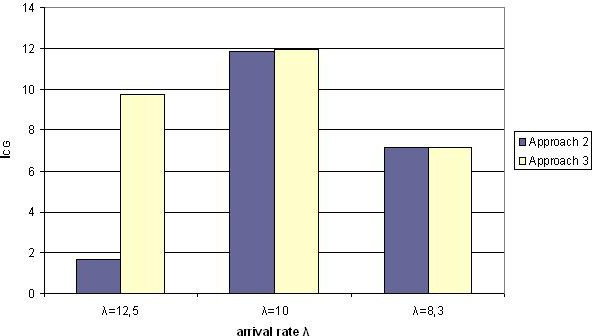 14
12
10
8
6
4
2
0
I CG
λ=12,5
λ=10
λ=8,3
arrival rate λ
Approach 2
Approach 3